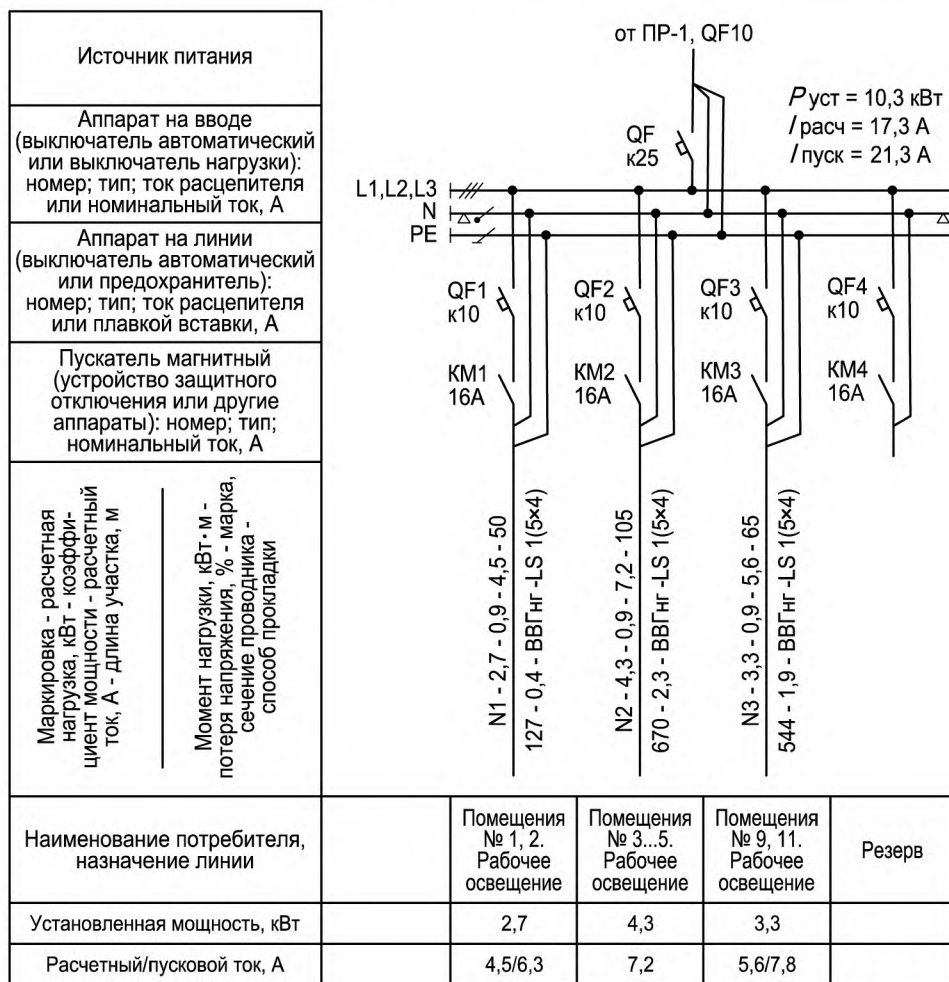 Источник питания
Аппарат на вводе
(выключатель автоматический
или выключатель нагрузки):
номер; тип; ток расцепителя
или номинальный ток, А
Аппарат на линии
(выключатель автоматический
или предохранитель):
номер; тип; ток расцепителя
или плавкой вставки, А
Пускатель магнитный
(устройство защитного
отключения или другие
аппараты): номер; тип;
номинальный ток, А
Маркировка - расчетная
нагрузка, кВт - коэффи-
циент мощности - расчетный
ток, А - длина участка, м
Момент нагрузки, кВт·м -
потеря напряжения, % - марка,
сечение проводника -
способ прокладки
от ПР-1, QF10
Pуст = 10,3 кВт
Iрасч = 17,3 А
Iпуск = 21,3 А
QF
к25
L1,L2,L3
N
PE
QF1
к10
QF2
к10
QF3
к10
QF4
к10
КМ1
16А
КМ2
16А
КМ3
16А
КМ4
16А
N1 - 2,7 - 0,9 - 4,5 - 50
127 - 0,4 - ВВГнг -LS 1(5×4)
N2 - 4,3 - 0,9 - 7,2 - 105
670 - 2,3 - ВВГнг -LS 1(5×4)
N3 - 3,3 - 0,9 - 5,6 - 65
544 - 1,9 - ВВГнг -LS 1(5×4)
Наименование потребителя,
назначение линии
Помещения
№ 1, 2.
Рабочее
освещение
Помещения
№ 3...5.
Рабочее
освещение
Помещения
№ 9, 11.
Рабочее
освещение
Резерв
Установленная мощность, кВт
2,7
4,3
3,3
Расчетный/пусковой ток, А
4,5/6,3
7,2
5,6/7,8